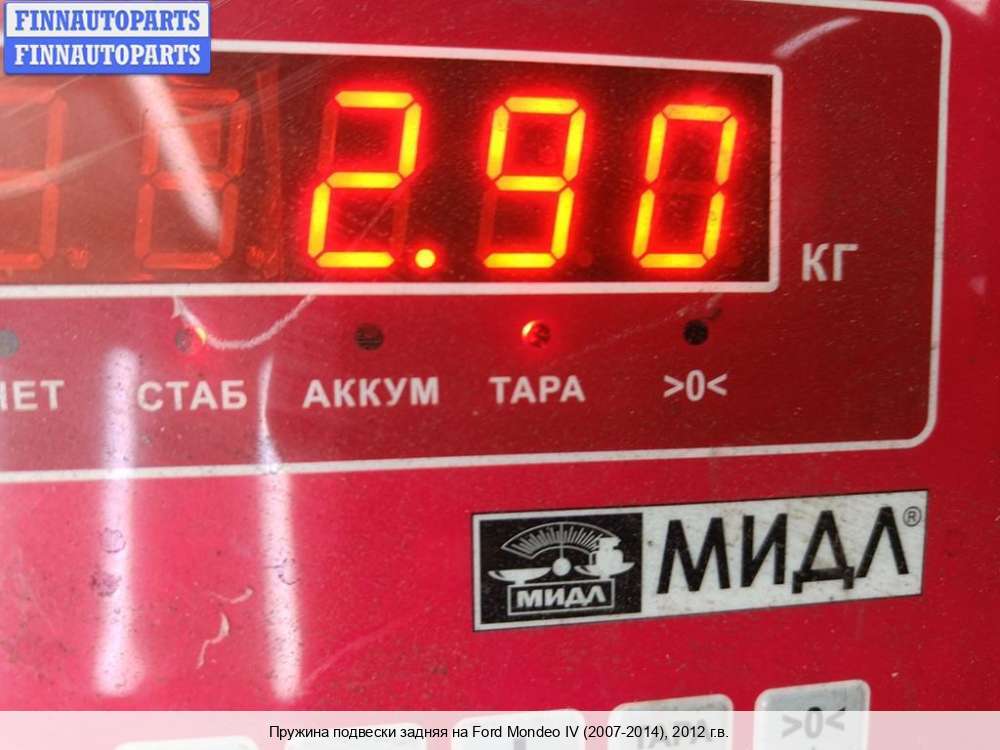 FINNAUTOPARTS
FINNAUTOPARTS
2.90
КГ
СТАБ АККУМ ТАРА >0<
МИДЛ
МИДЛ®
ТАРА >0<
Пружина подвески задняя на Ford Mondeo IV (2007-2014), 2012 г.в.